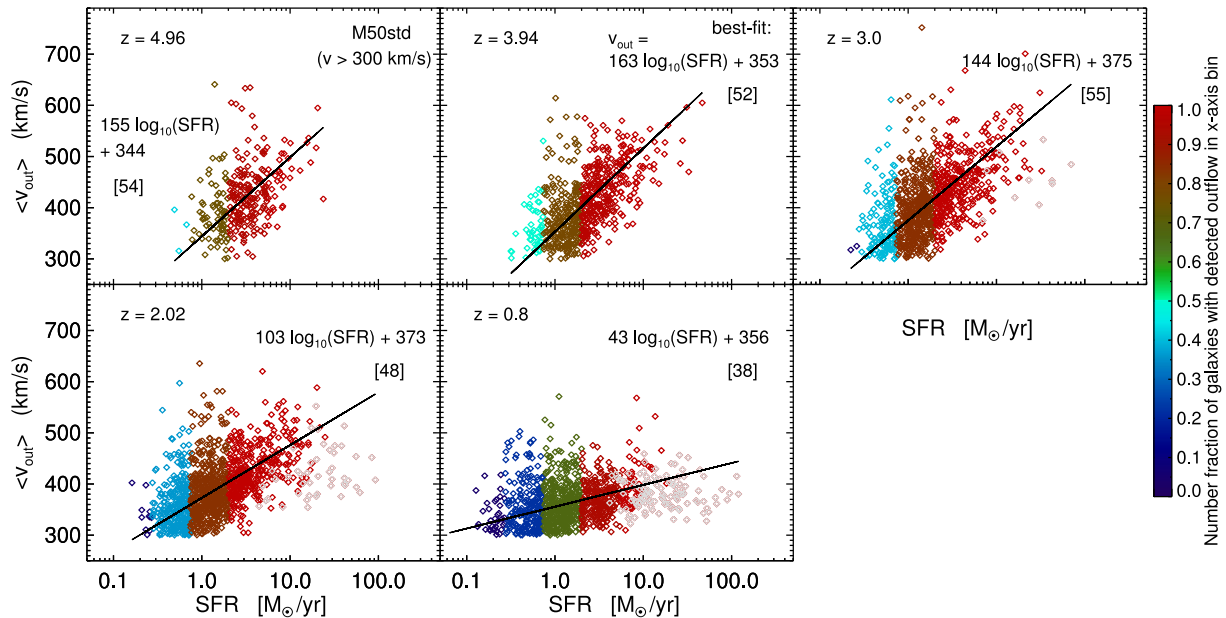 z = 4.96
M50std
(v > 300 km/s)
155 log10(SFR)
+ 344
[54]
z = 3.94
best-fit:
vout =
163 log10(SFR) + 353
[52]
z = 3.0
144 log10(SFR) + 375
[55]
700
600
500
400
300
<vout> (km/s)
z = 2.02
103 log10(SFR) + 373
[48]
z = 0.8
43 log10(SFR) + 356
[38]
SFR [M⊙/yr]
700
600
500
400
300
<vout> (km/s)
0.1 1.0 10.0 100.0
SFR [M⊙/yr]
0.1 1.0 10.0 100.0
SFR [M⊙/yr]
1.0
0.9
0.8
0.7
0.6
0.5
0.4
0.3
0.2
0.1
0.0
Number fraction of galaxies with detected outflow in x-axis bin